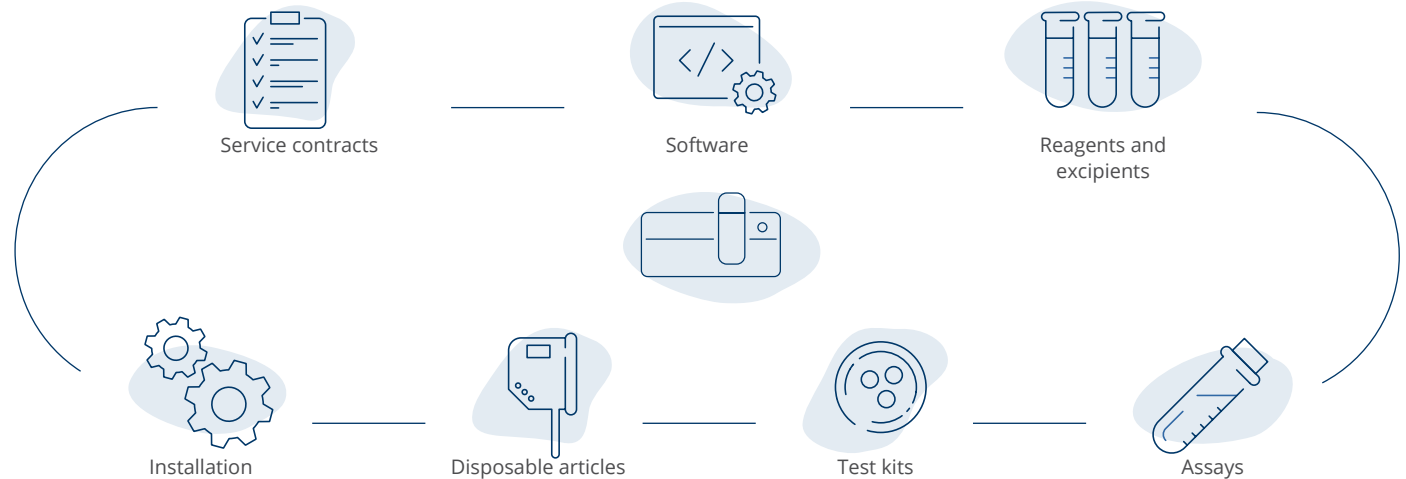 Service contracts
Software
Reagents and
excipients
Installation
Disposable articles
Test kits
Assays